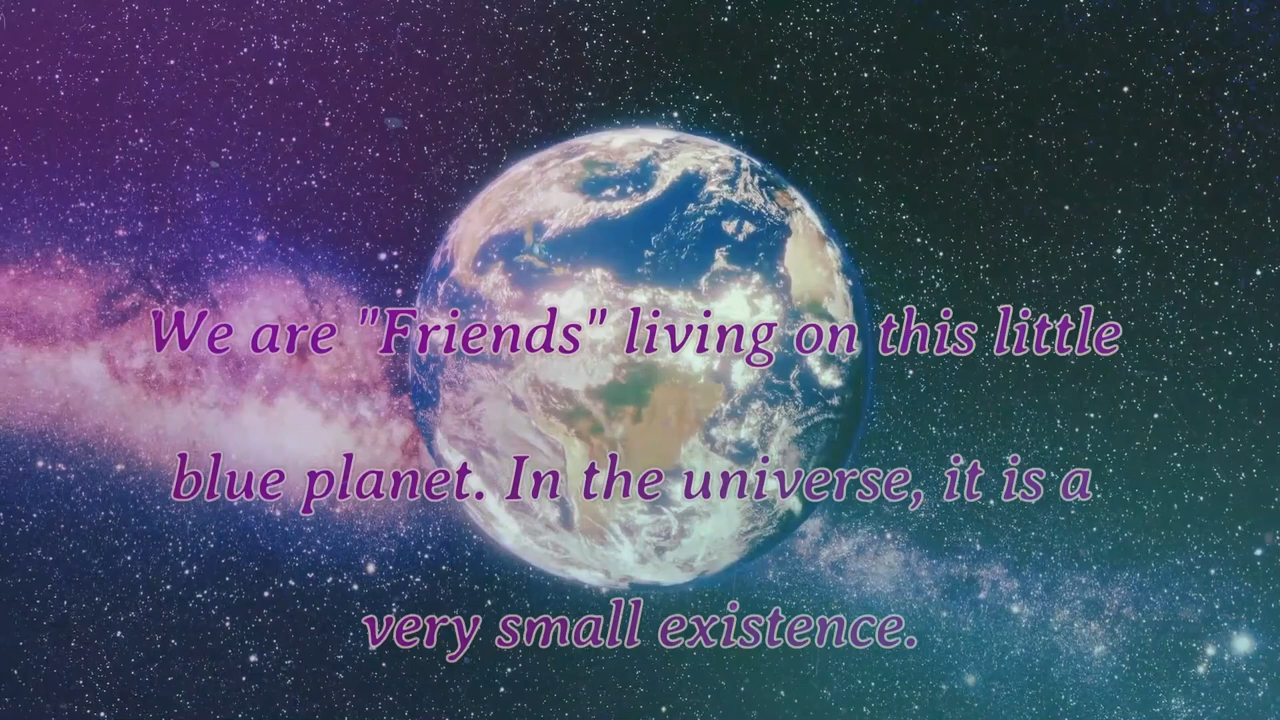 We are "Friends" living on this little
blue planet. In the universe, it is a
very small existence.